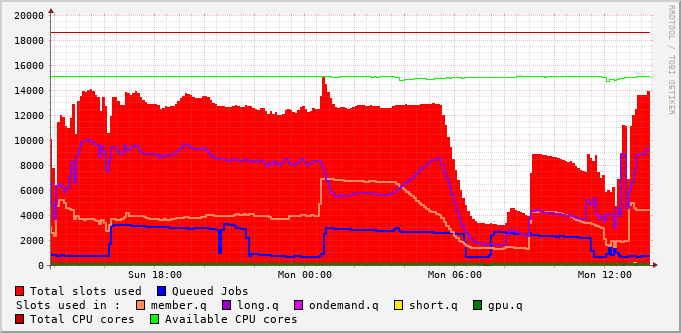 20000
18000
16000
14000
12000
10000
8000
6000
4000
2000
0
Sun 18:00 Mon 00:00 Mon 06:00 Mon 12:00
RRDTOOL / TOBI OETIKER
Total slots used Queued Jobs
Slots used in : member.q long.q ondemand.q short.q gpu.q
Total CPU cores Available CPU cores